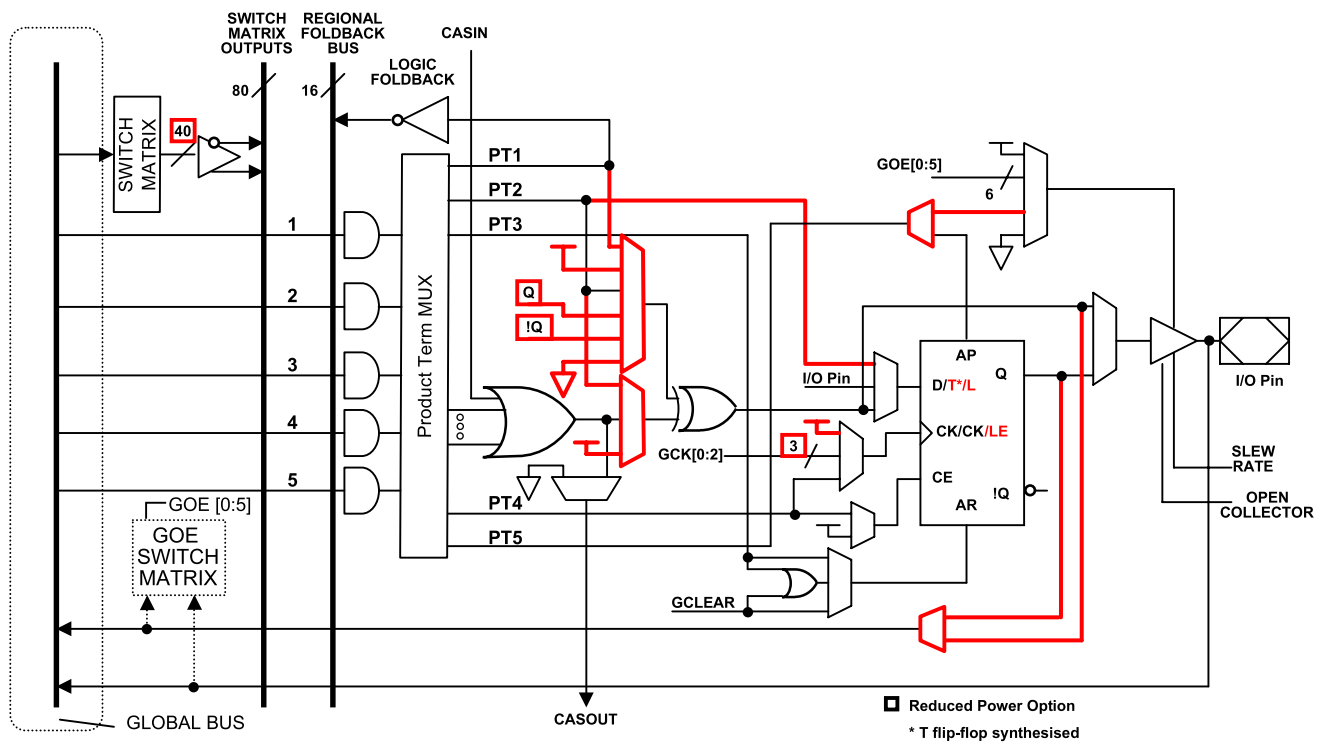 SWITCH
MATRIX
OUTPUTS
REGIONAL
FOLDBACK
BUS
CASIN
LOGIC
FOLDBACK
80
16
40
SWITCH
MATRIX
PT1
PT2
PT3
GOE[0:5]
6
1
2
3
4
5
Product Term MUX
Q
!Q
I/O Pin
AP
D/T*/L
Q
CK/CK/LE
CE
!Q
AR
I/O Pin
GCK[0:2]
3
SLEW
RATE
OPEN
COLLECTOR
PT4
PT5
GOE [0:5]
GOE
SWITCH
MATRIX
GCLEAR
GLOBAL BUS
CASOUT
Reduced Power Option
* T flip-flop synthesised